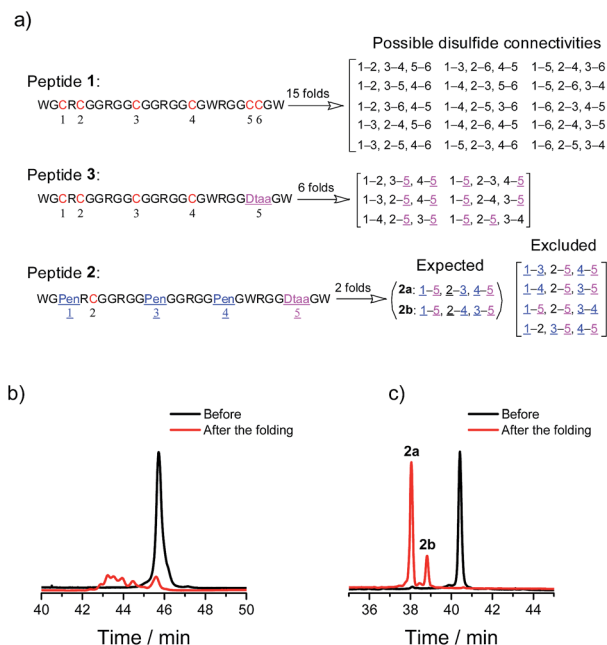 a)
Possible disulfide connectivities
Peptide 1:
WGCRCGGRGGCGGRGGCGWRGGCCGW
1 2 3 4 5 6
15 folds
1–2, 3–4, 5–6 1–3, 2–6, 4–5 1–5, 2–4, 3–6
1–2, 3–5, 4–6 1–4, 2–3, 5–6 1–5, 2–6, 3–4
1–2, 3–6, 4–5 1–4, 2–5, 3–6 1–6, 2–3, 4–5
1–3, 2–4, 5–6 1–4, 2–6, 4–5 1–6, 2–4, 3–5
1–3, 2–5, 4–6 1–5, 2–3, 4–6 1–6, 2–5, 3–4
Peptide 3:
WGCRCGGRGGCGGRGGCGWRGGDtaaGW
1 2 3 4 5
6 folds
1–2, 3–5, 4–5 1–5, 2–3, 4–5
1–3, 2–5, 4–5 1–5, 2–4, 3–5
1–4, 2–5, 3–5 1–5, 2–5, 3–4
Peptide 2:
WGPenRCGGRGGPenGGRGGPenGWRGGDtaaGW
1 2 3 4 5
2 folds
Expected
2a: 1–5, 2–3, 4–5
2b: 1–5, 2–4, 3–5
Excluded
1–3, 2–5, 4–5
1–4, 2–5, 3–5
1–5, 2–5, 3–4
1–2, 3–5, 4–5
b)
Before
After the folding
40 42 44 46 48 50
Time / min
c)
Before
After the folding
2a
2b
36 38 40 42 44
Time / min